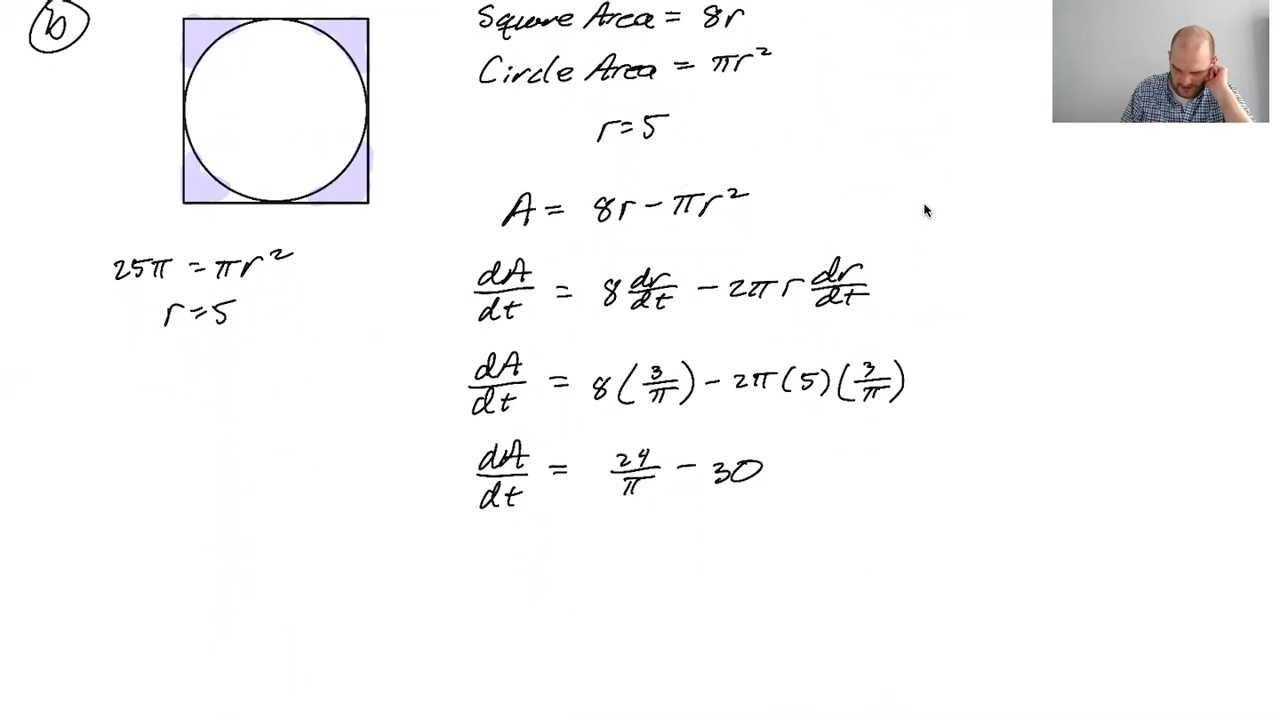 b
Square Area = 8r
Circle Area = πr²
r = 5
A = 8r - πr²
25π = πr²
r = 5
dA/dt = 8 dr/dt - 2πr dr/dt
dA/dt = 8(3/π) - 2π(5)(3/π)
dA/dt = 24/π - 30